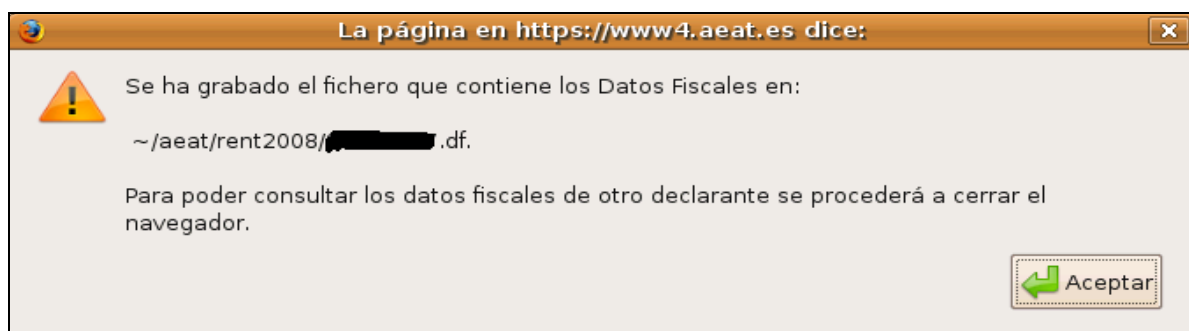 La página en https://www4.aeat.es dice:
Se ha grabado el fichero que contiene los Datos Fiscales en:
~/aeat/rent2008/ .df.
Para poder consultar los datos fiscales de otro declarante se procederá a cerrar el
navegador.
Aceptar